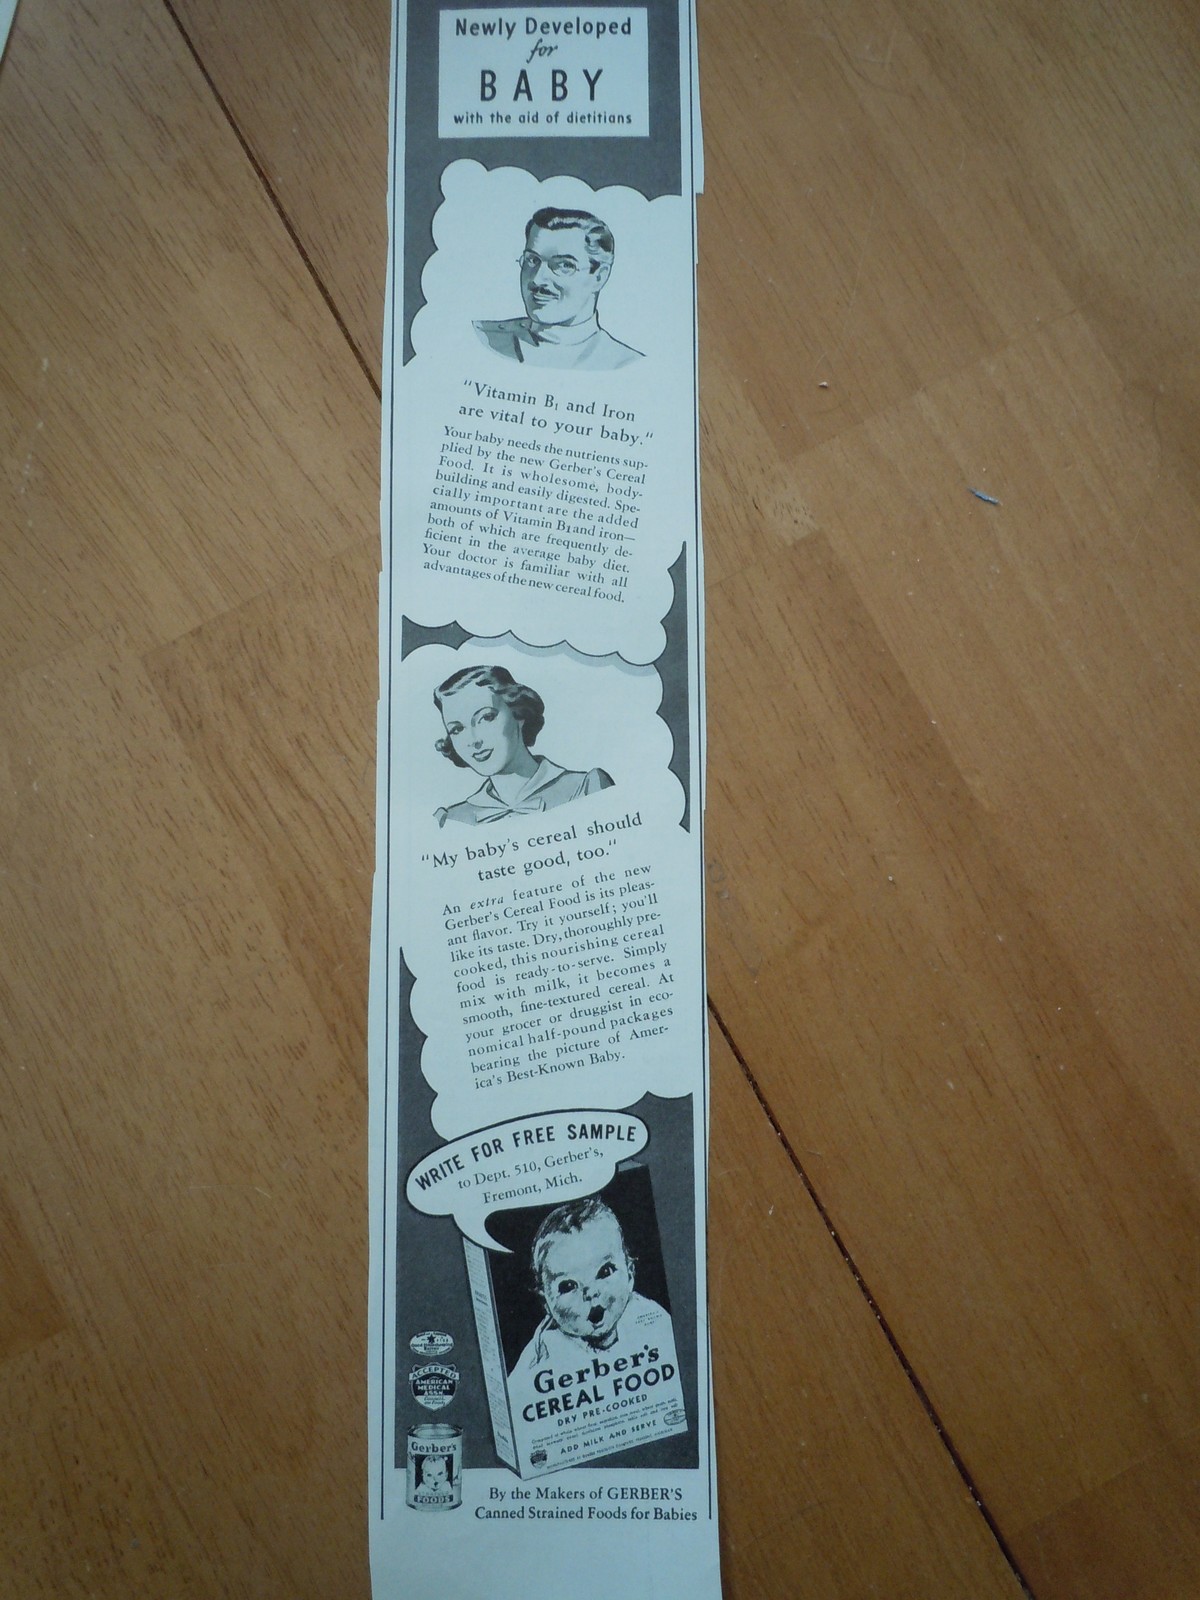 Newly Developed
for
BABY
with the aid of dietitians
"Vitamin B₁ and Iron
are vital to your baby."
Your baby needs the nutrients sup-
plied by the new Gerber's Cereal
Food. It is wholesome, body-
building and easily digested. Spe-
cially important are the added
amounts of Vitamin B₁ and iron—
both of which are frequently de-
ficient in the average baby diet.
Your doctor is familiar with all
advantages of the new cereal food.
"My baby's cereal should
taste good, too."
An extra feature of the new
Gerber's Cereal Food is its pleas-
ant flavor. Try it yourself; you'll
like its taste. Dry, thoroughly pre-
cooked, this nourishing cereal
food is ready-to-serve. Simply
mix with milk, it becomes a
smooth, fine-textured cereal. At
your grocer or druggist in eco-
nomical half-pound packages
bearing the picture of Amer-
ica's Best-Known Baby.
WRITE FOR FREE SAMPLE
to Dept. 510, Gerber's,
Fremont, Mich.
Gerber's
CEREAL FOOD
DRY PRE-COOKED
ADD MILK AND SERVE
ACCEPTED
AMERICAN
MEDICAL
ASSN.
Gerber's
FOODS
By the Makers of GERBER'S
Canned Strained Foods for Babies